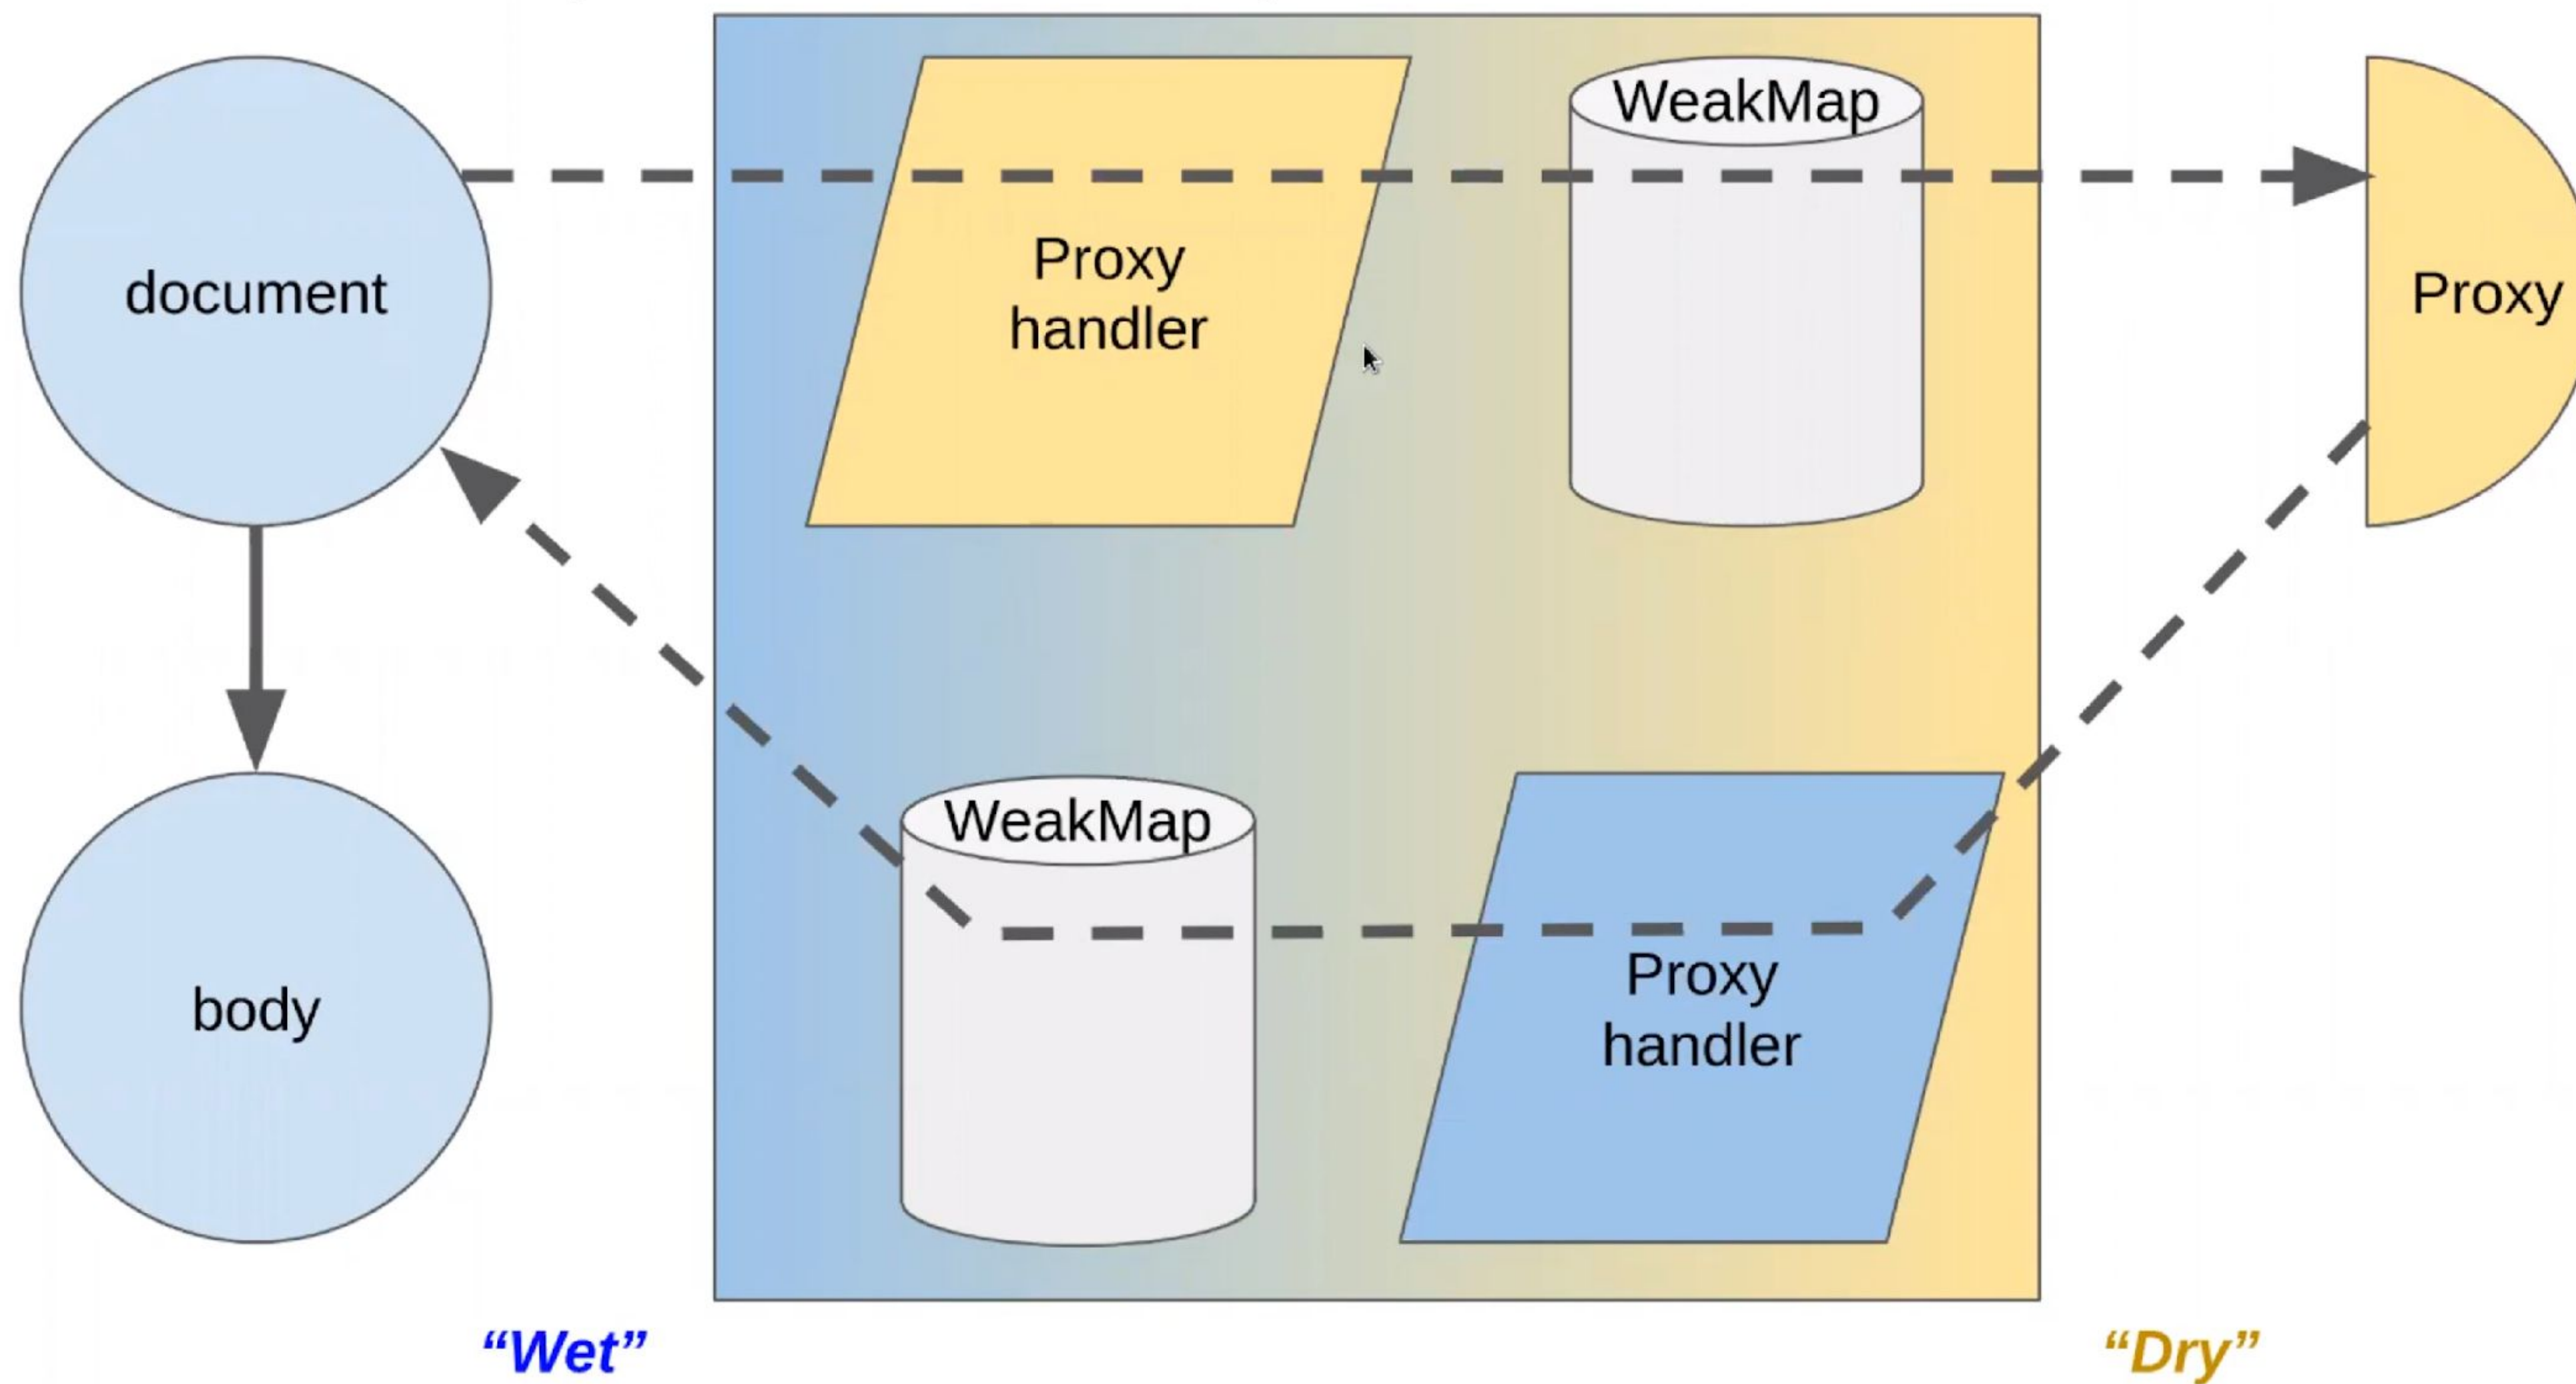 WeakMap
document
Proxy
handler
Proxy
WeakMap
body
Proxy
handler
“Wet”
“Dry”